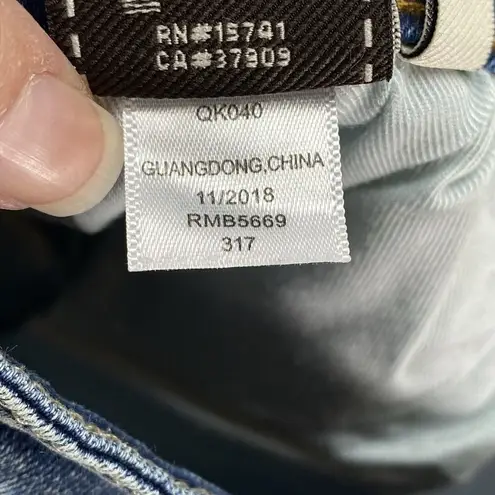 RN#15741
CA#37909
QK040
GUANGDONG,CHINA
11/2018
RMB5669
317